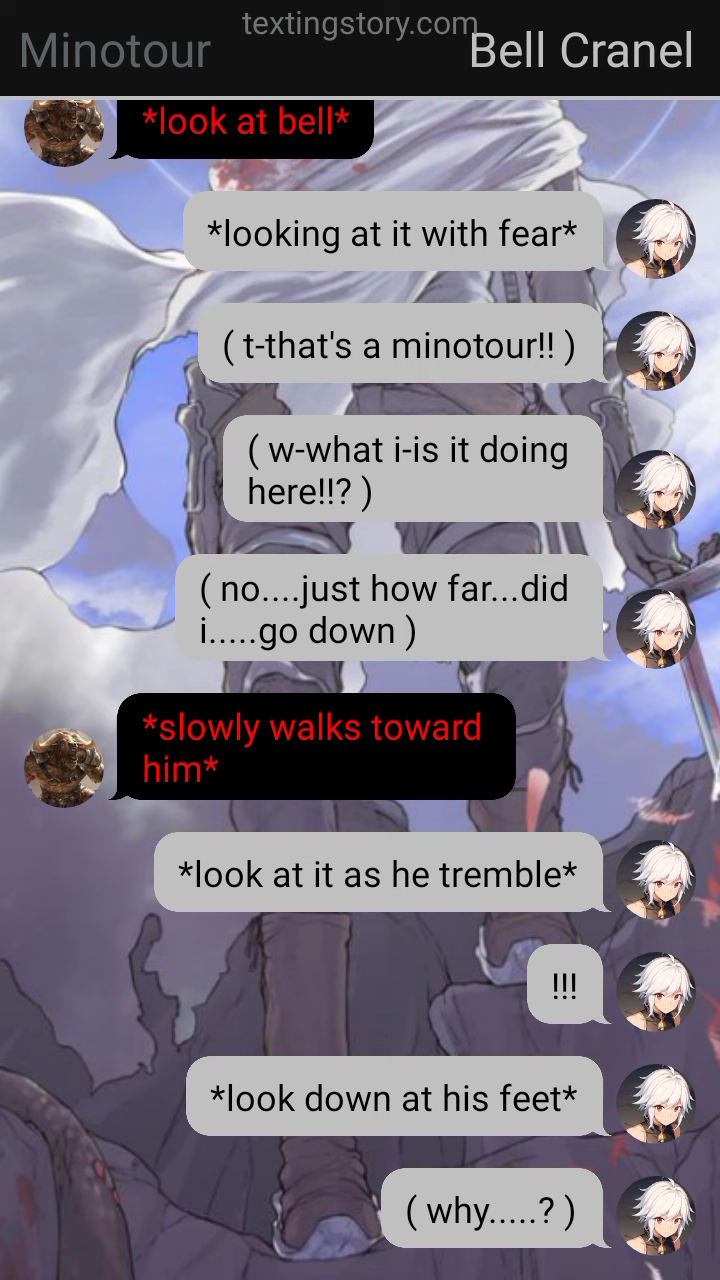 textingstory.com
Minotour
Bell Cranel
*look at bell*
*looking at it with fear*
( t-that's a minotour!! )
( w-what i-is it doing
here!!? )
( no....just how far...did
i.....go down )
*slowly walks toward
him*
*look at it as he tremble*
!!!
*look down at his feet*
( why.....? )